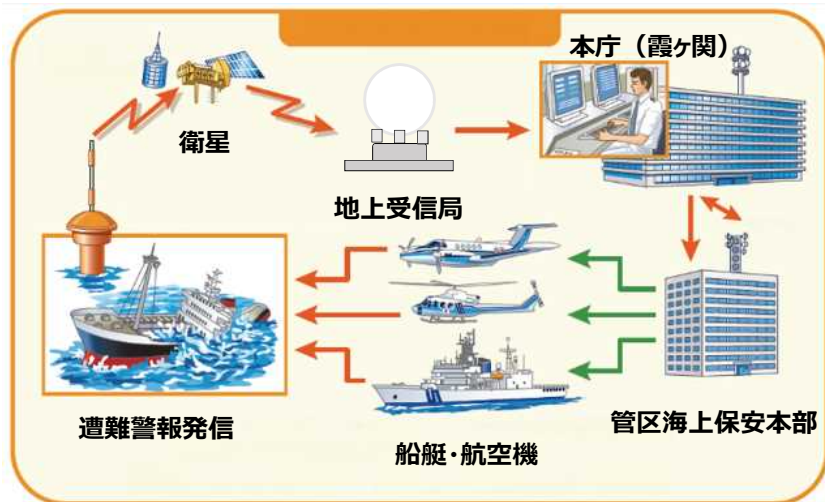 本庁（霞ヶ関）
衛星
地上受信局
遭難警報発信
船艇・航空機
管区海上保安本部